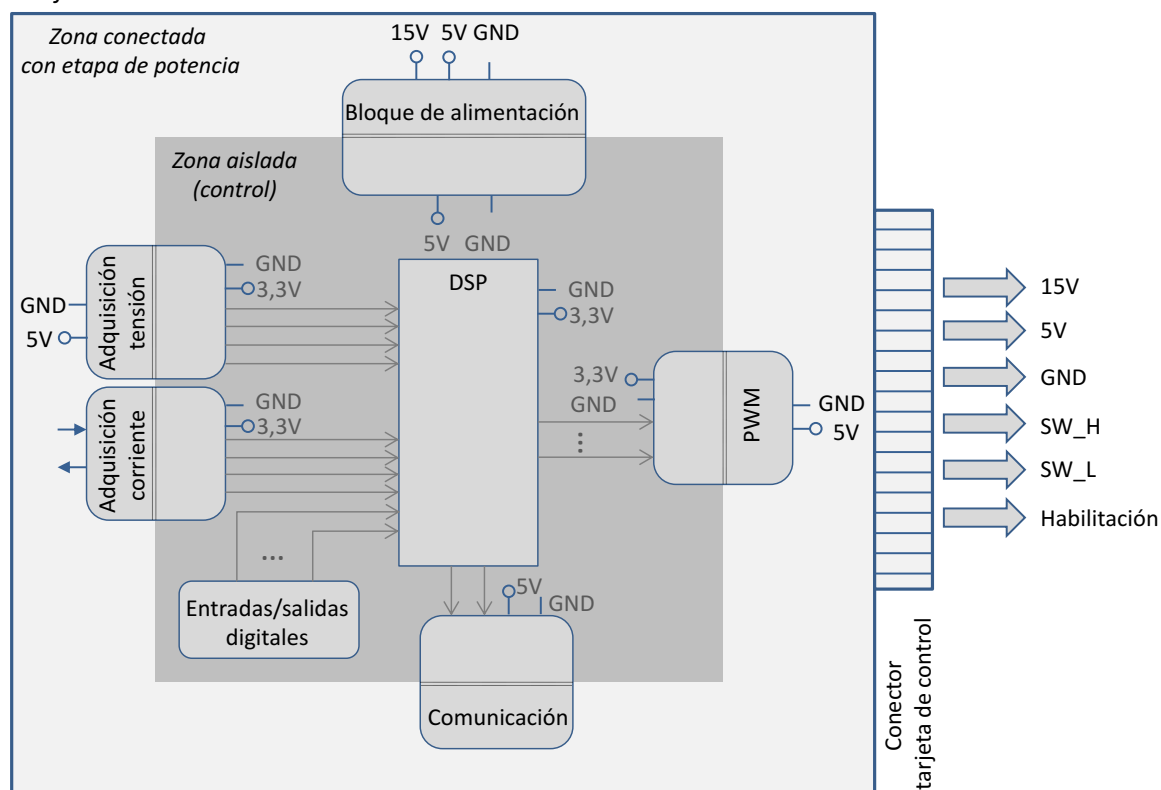 Zona conectada
con etapa de potencia
15V 5V GND
Bloque de alimentación
Zona aislada
(control)
5V GND
Adquisición
tensión
GND
5V
GND
3,3V
DSP
GND
3,3V
Adquisición
corriente
GND
3,3V
3,3V
GND
...
PWM
GND
5V
...
Entradas/salidas
digitales
5V
GND
Comunicación
15V
5V
GND
SW_H
SW_L
Habilitación
Conector
tarjeta de control